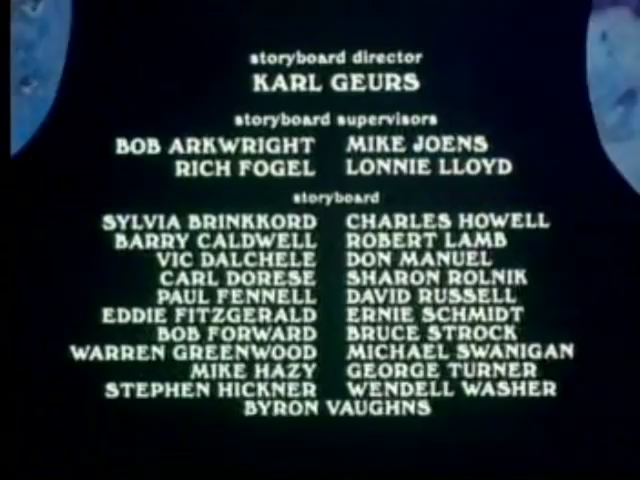 storyboard director
KARL GEURS
storyboard supervisors
BOB ARKWRIGHT MIKE JOENS
RICH FOGEL LONNIE LLOYD
storyboard
SYLVIA BRINKKORD CHARLES HOWELL
BARRY CALDWELL ROBERT LAMB
VIC DALCHELE DON MANUEL
CARL DORESE SHARON ROLNIK
PAUL FENNELL DAVID RUSSELL
EDDIE FITZGERALD ERNIE SCHMIDT
BOB FORWARD BRUCE STROCK
WARREN GREENWOOD MICHAEL SWANIGAN
MIKE HAZY GEORGE TURNER
STEPHEN HICKNER WENDELL WASHER
BYRON VAUGHNS